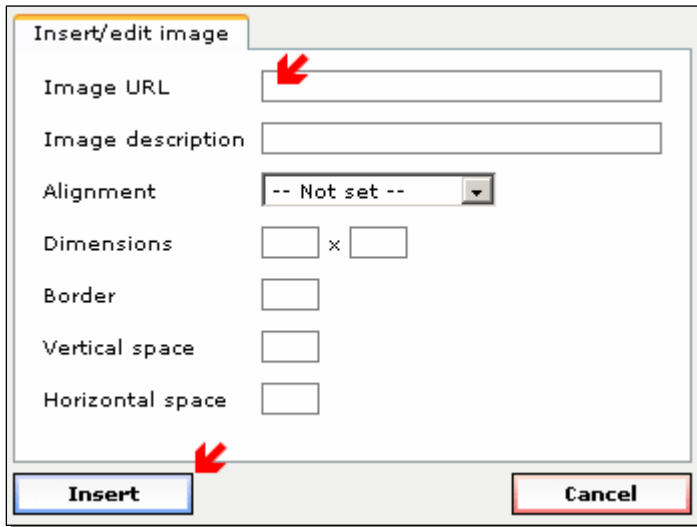 Insert/edit image
Image URL
Image description
Alignment -- Not set --
Dimensions x
Border
Vertical space
Horizontal space
Insert Cancel